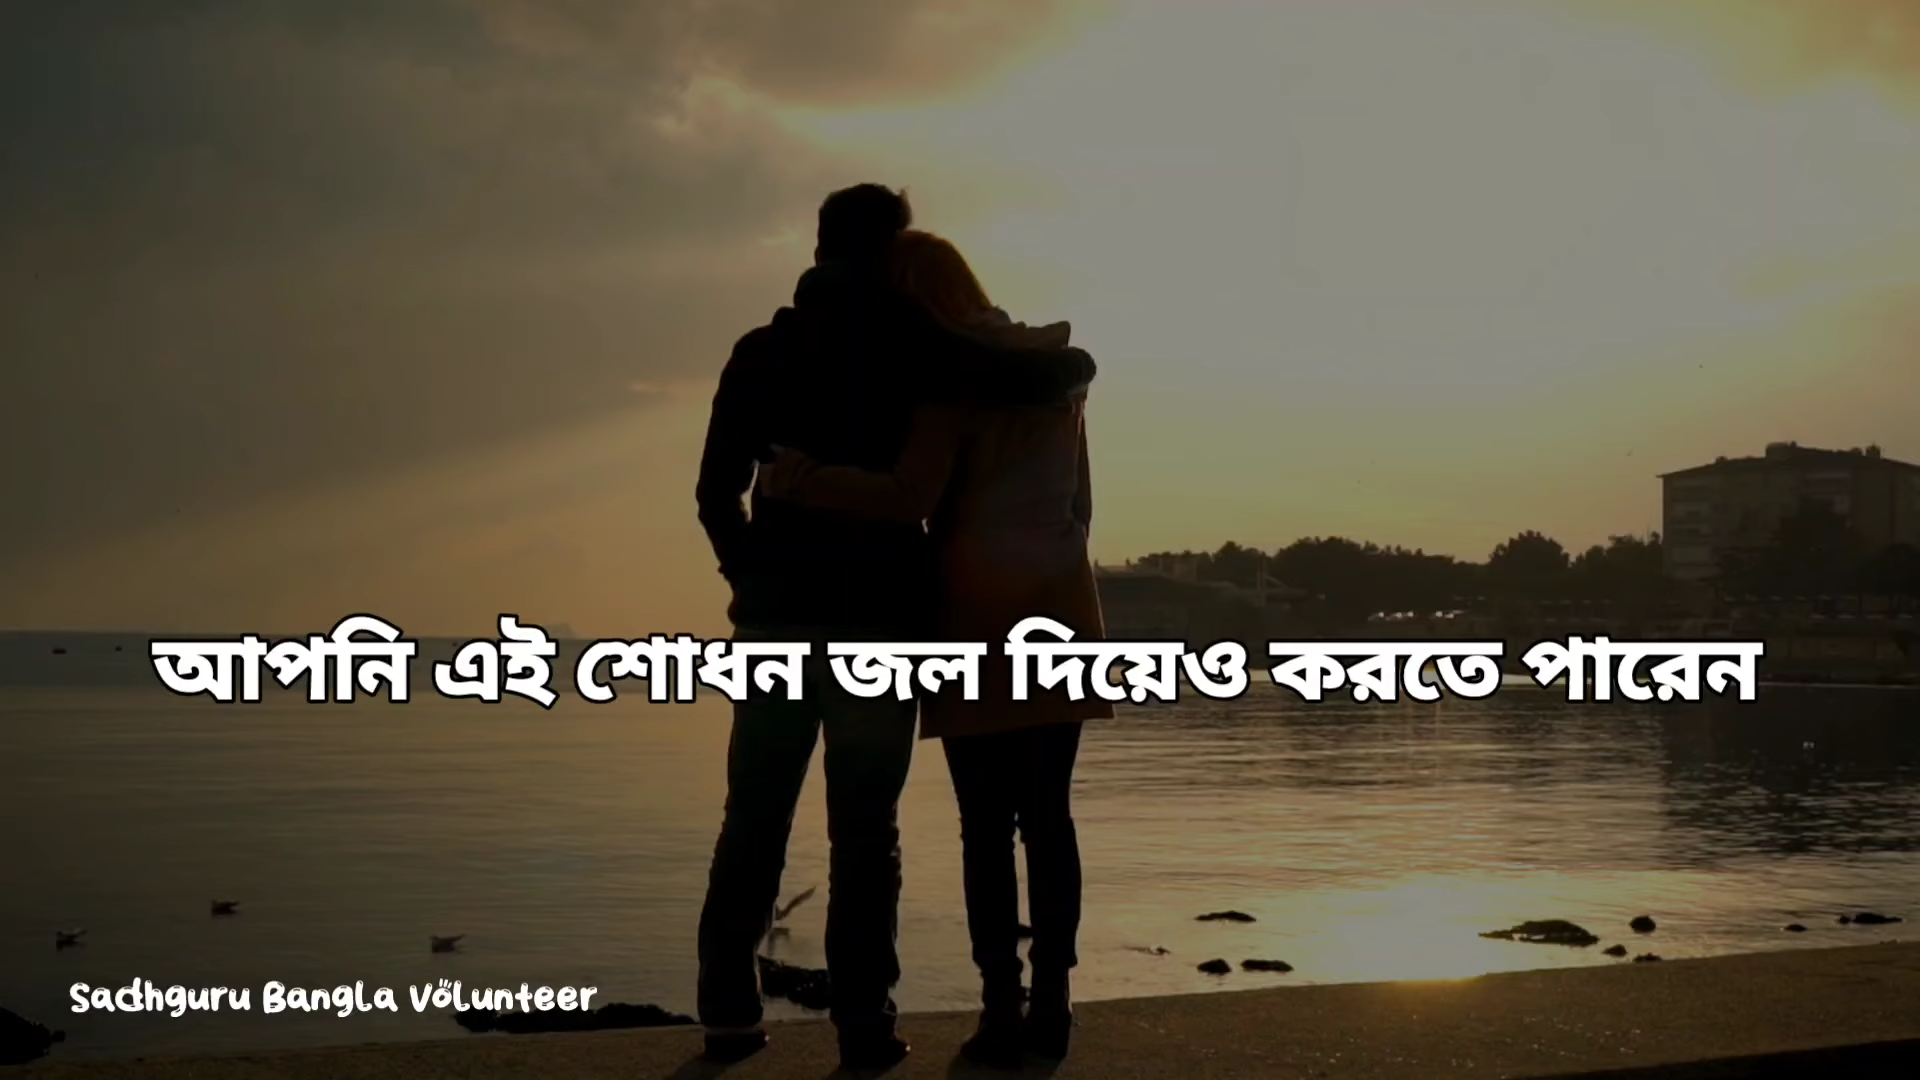 আপনি এই শোধন জল দিয়েও করতে পারেন
Sadhguru Bangla Volunteer